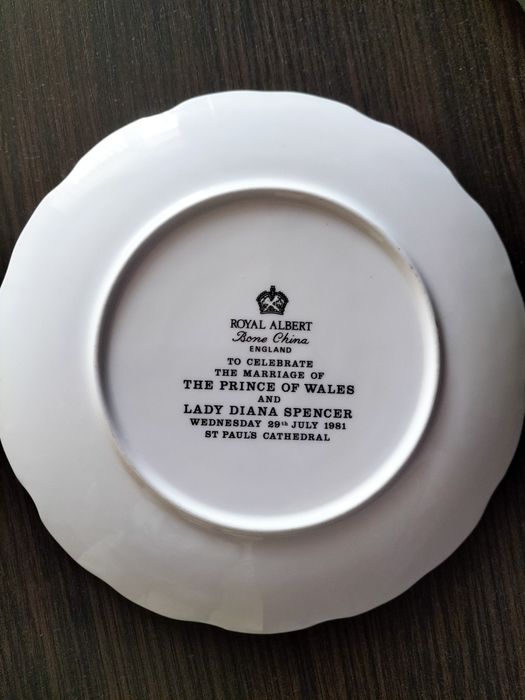 ROYAL ALBERT
Bone China
ENGLAND
TO CELEBRATE
THE MARRIAGE OF
THE PRINCE OF WALES
AND
LADY DIANA SPENCER
WEDNESDAY 29th JULY 1981
ST PAUL'S CATHEDRAL